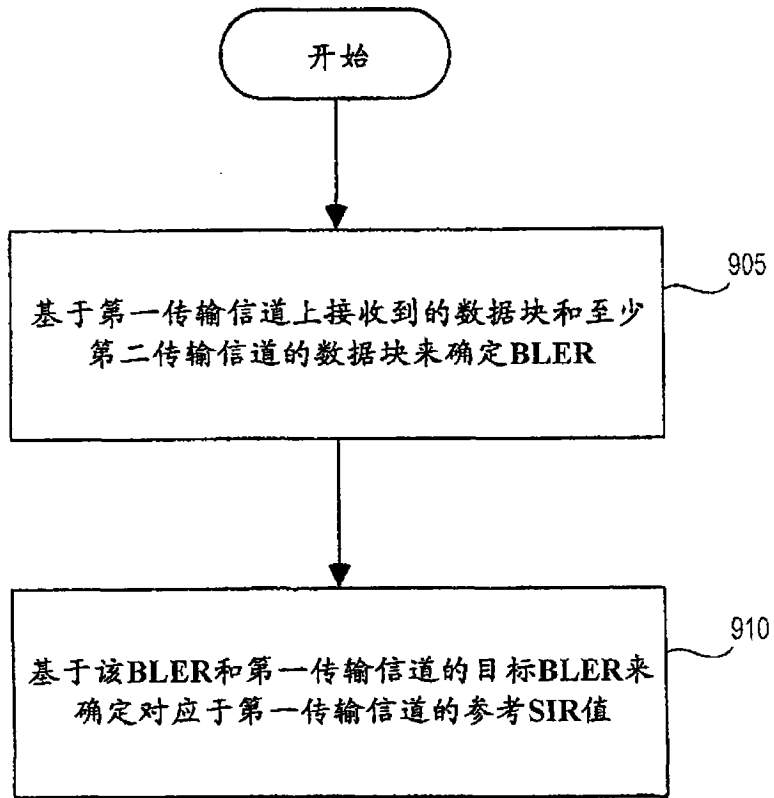 开始
基于第一传输信道上接收到的数据块和至少
第二传输信道的数据块来确定BLER
905
基于该BLER和第一传输信道的目标BLER来
确定对应于第一传输信道的参考SIR值
910